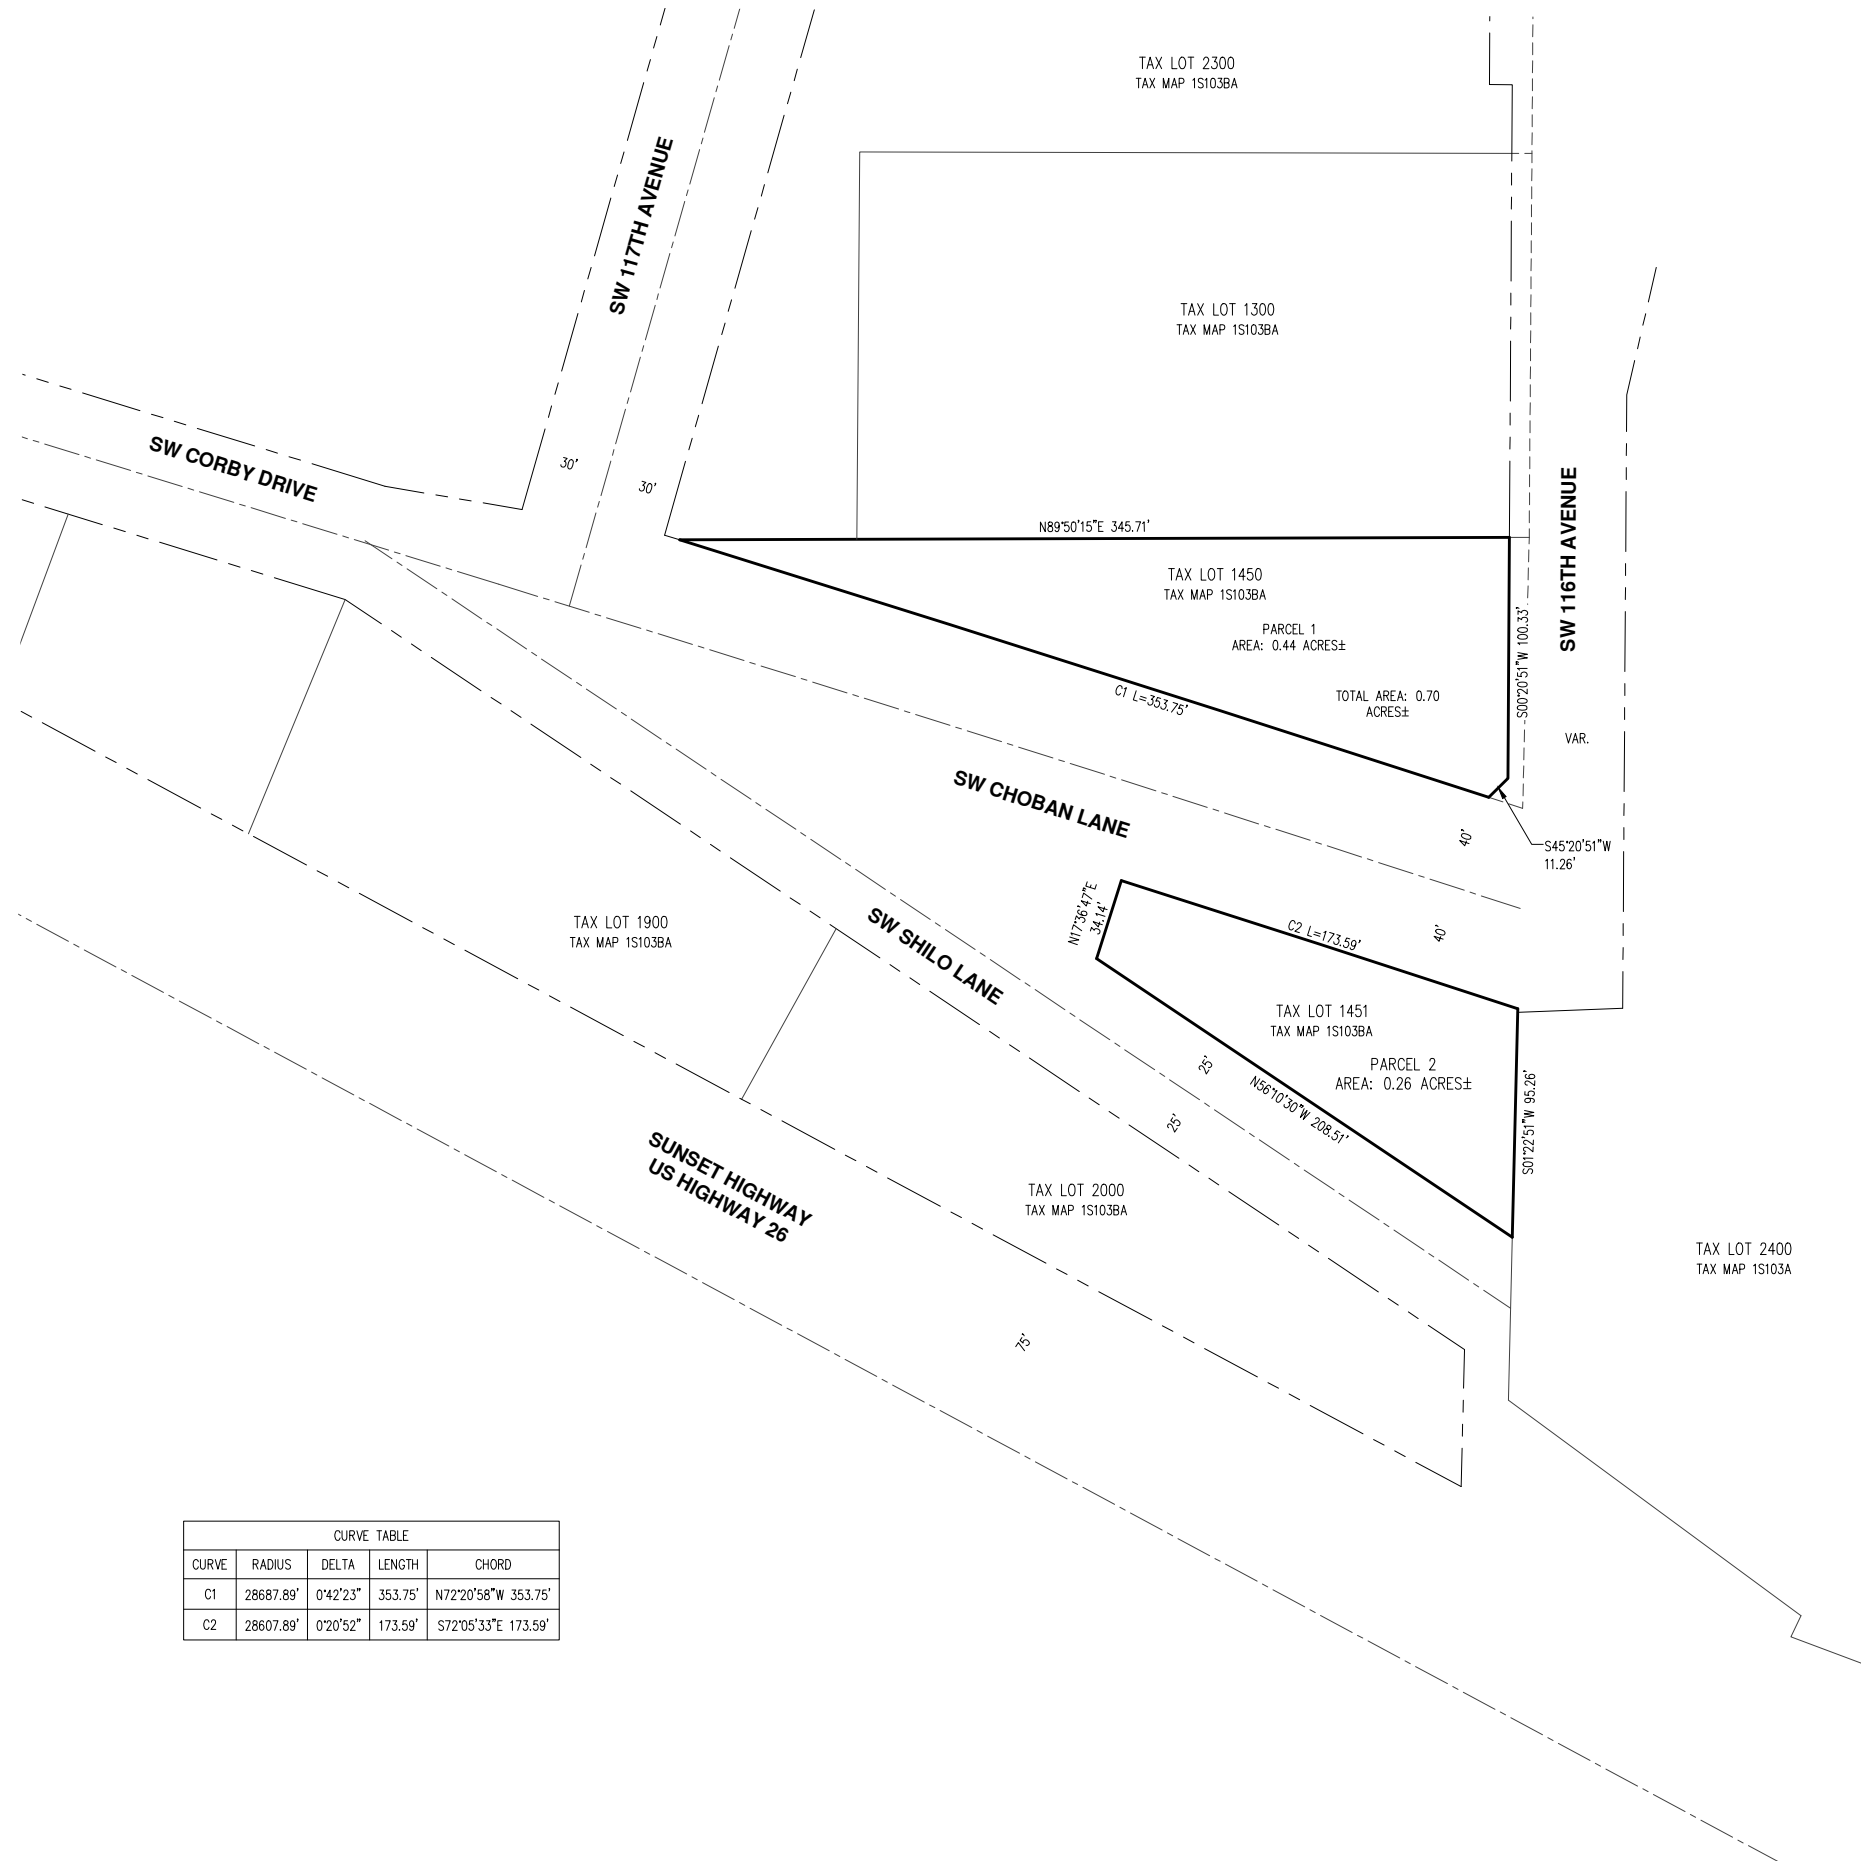 TAX LOT 2300
TAX MAP 1S103BA
SW 117TH AVENUE
TAX LOT 1300
TAX MAP 1S103BA
SW CORBY DRIVE
30'
30'
SW 116TH AVENUE
N89°50'15"E 345.71'
TAX LOT 1450
TAX MAP 1S103BA
PARCEL 1
AREA: 0.44 ACRES±
TOTAL AREA: 0.70
ACRES±
S00°20'51"W 100.33'
C1 L=353.75'
VAR.
SW CHOBAN LANE
40'
S45°20'51"W
11.26'
N17°36'47"E
34.14'
C2 L=173.59'
40'
TAX LOT 1900
TAX MAP 1S103BA
SW SHILO LANE
TAX LOT 1451
TAX MAP 1S103BA
PARCEL 2
AREA: 0.26 ACRES±
25'
25'
N56°10'30"W 208.51'
S01°22'51"W 95.26'
SUNSET HIGHWAY
US HIGHWAY 26
TAX LOT 2000
TAX MAP 1S103BA
TAX LOT 2400
TAX MAP 1S103A
75'
CURVE TABLE
CURVE RADIUS DELTA LENGTH CHORD
C1 28687.89' 0°42'23" 353.75' N72°20'58"W 353.75'
C2 28607.89' 0°20'52" 173.59' S72°05'33"E 173.59'